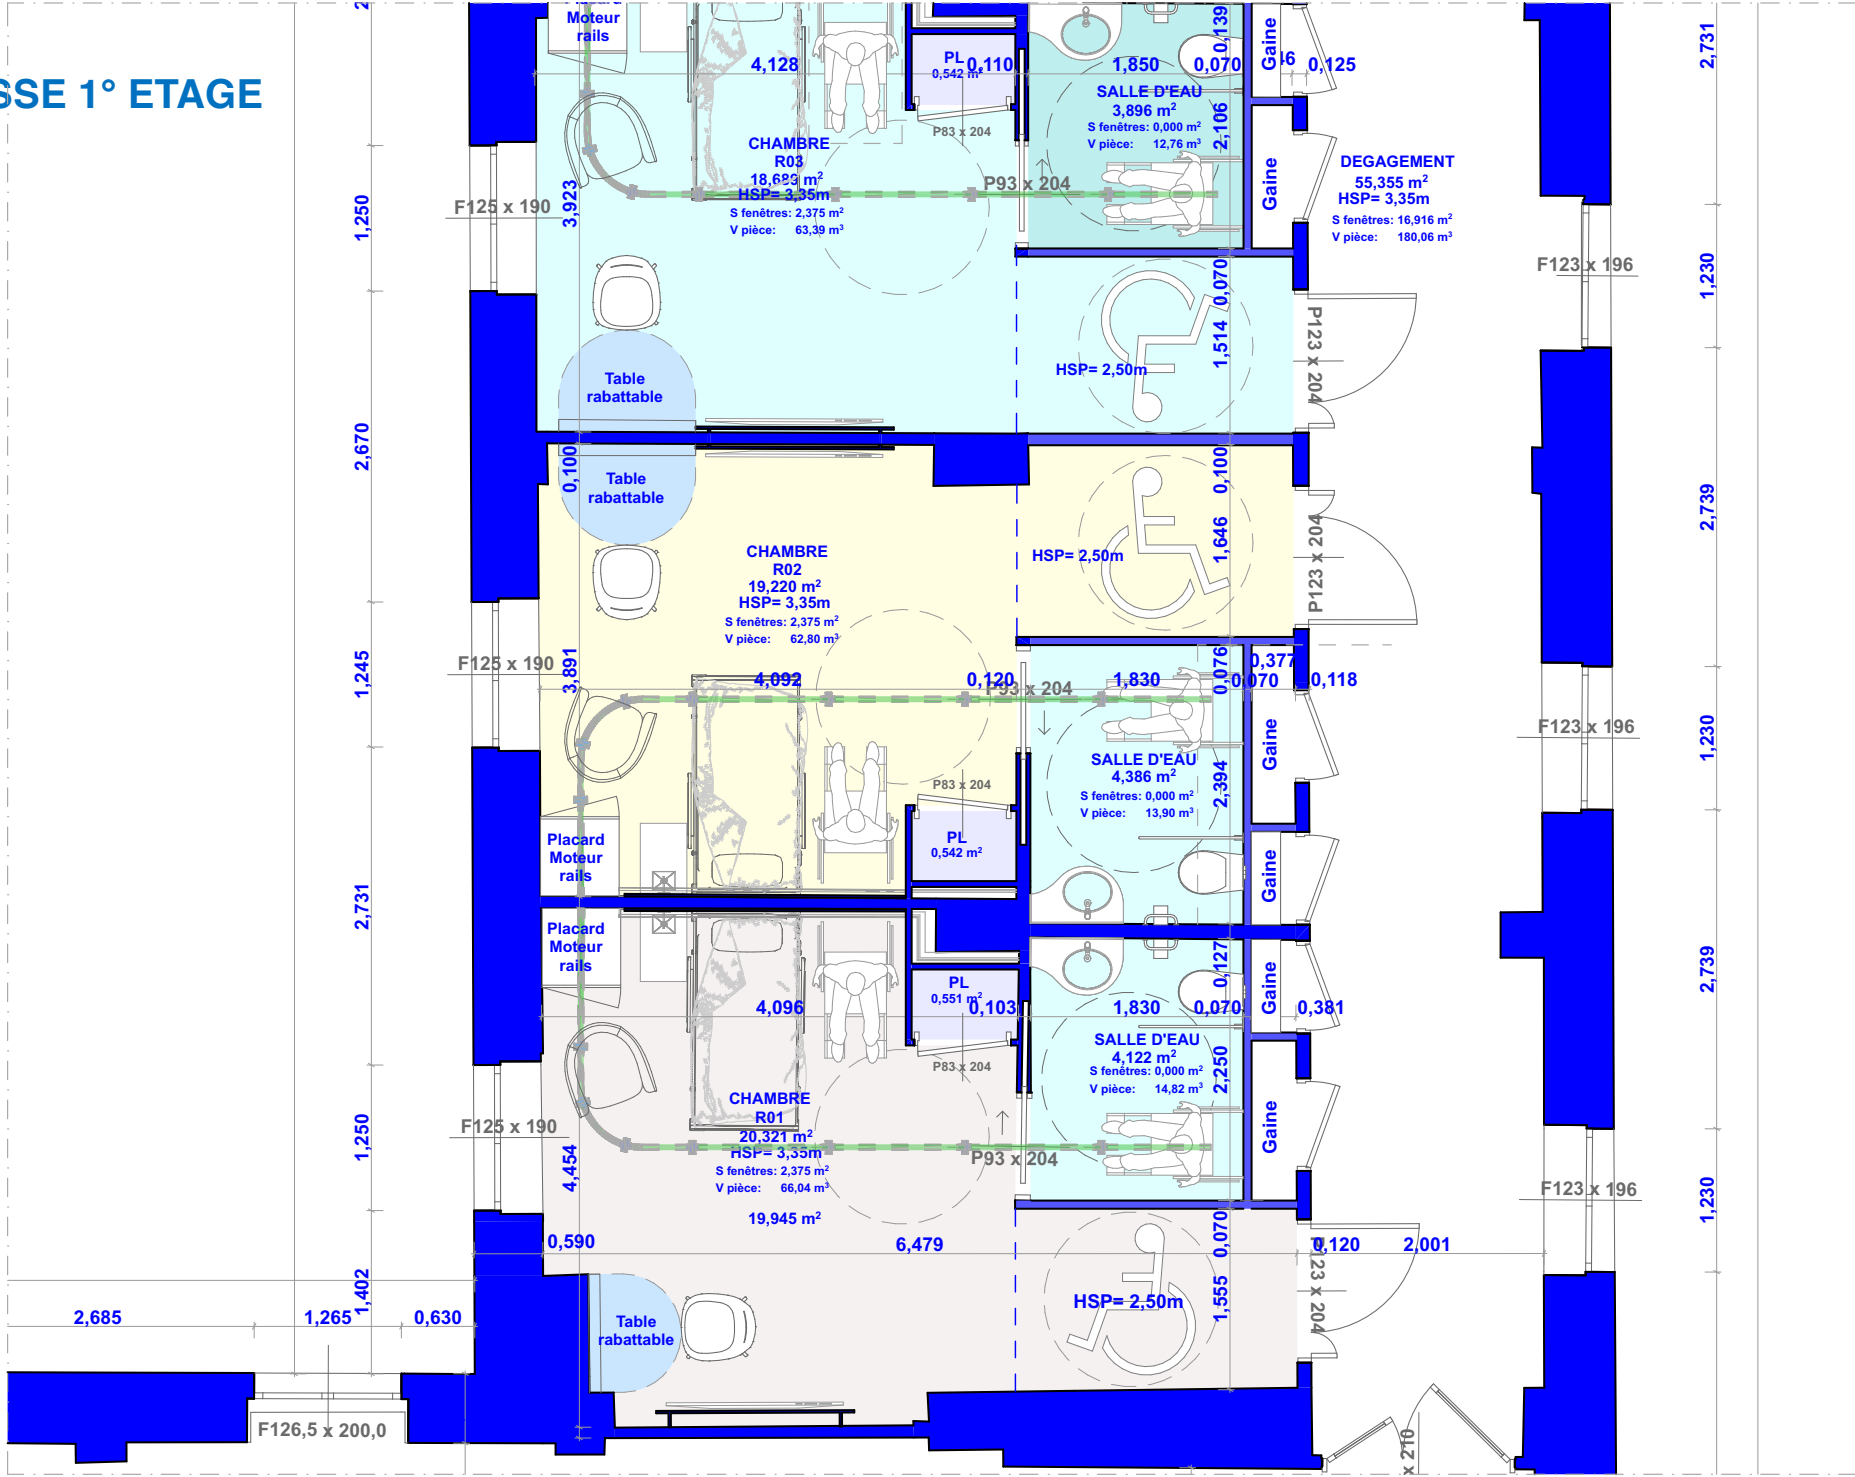 SSE 1° ETAGE
Placard
Moteur
rails
4,128
PL
0,542 m²
0,110
1,850
0,070
0,139
Gaine
0,125
2,731
SALLE D'EAU
3,896 m²
S fenêtres: 0,000 m²
V pièce: 12,76 m³
2,106
P83 x 204
CHAMBRE
R03
18,689 m²
HSP= 3,35m
S fenêtres: 2,375 m²
V pièce: 63,39 m³
P93 x 204
Gaine
DEGAGEMENT
55,355 m²
HSP= 3,35m
S fenêtres: 16,916 m²
V pièce: 180,06 m³
1,250
F125 x 190
3,923
F123 x 196
1,230
0,070
1,514
HSP= 2,50m
P123 x 204
Table
rabattable
2,670
0,100
Table
rabattable
0,100
1,646
HSP= 2,50m
P123 x 204
2,739
CHAMBRE
R02
19,220 m²
HSP= 3,35m
S fenêtres: 2,375 m²
V pièce: 62,80 m³
1,245
F125 x 190
3,891
4,092
0,120
P93 x 204
1,830
0,076
0,377
0,070
0,118
F123 x 196
1,230
Gaine
SALLE D'EAU
4,386 m²
S fenêtres: 0,000 m²
V pièce: 13,90 m³
2,394
P83 x 204
PL
0,542 m²
Placard
Moteur
rails
Gaine
2,731
Placard
Moteur
rails
0,127
Gaine
2,739
PL
0,551 m²
4,096
0,103
1,830
0,070
0,381
SALLE D'EAU
4,122 m²
S fenêtres: 0,000 m²
V pièce: 14,82 m³
2,250
P83 x 204
CHAMBRE
R01
20,321 m²
HSP= 3,35m
S fenêtres: 2,375 m²
V pièce: 66,04 m³
19,945 m²
P93 x 204
Gaine
1,250
F125 x 190
4,454
F123 x 196
1,230
0,590
6,479
0,070
0,120
2,001
P123 x 204
1,402
1,555
HSP= 2,50m
2,685
1,265
0,630
Table
rabattable
F126,5 x 200,0
x 210